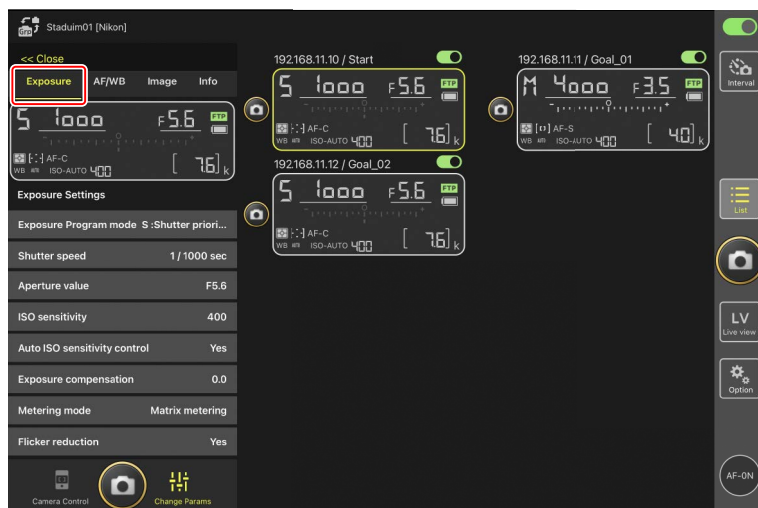 Grp Staduim01 [Nikon]
<< Close
Exposure AF/WB Image Info
S 1000 F5.6 FTP
AF-C
WB AUTO ISO-AUTO 400 [ 7.6] k
Exposure Settings
Exposure Program mode S :Shutter priori...
Shutter speed 1 / 1000 sec
Aperture value F5.6
ISO sensitivity 400
Auto ISO sensitivity control Yes
Exposure compensation 0.0
Metering mode Matrix metering
Flicker reduction Yes
Camera Control Change Params
192.168.11.10 / Start
S 1000 F5.6 FTP
AF-C
WB AUTO ISO-AUTO 400 [ 7.6] k
192.168.11.11 / Goal_01
M 4000 F3.5 FTP
AF-S
WB AUTO ISO-AUTO 400 [ 4.0] k
192.168.11.12 / Goal_02
S 1000 F5.6 FTP
AF-C
WB AUTO ISO-AUTO 400 [ 7.6] k
Interval
List
LV
Live view
Option
AF-ON